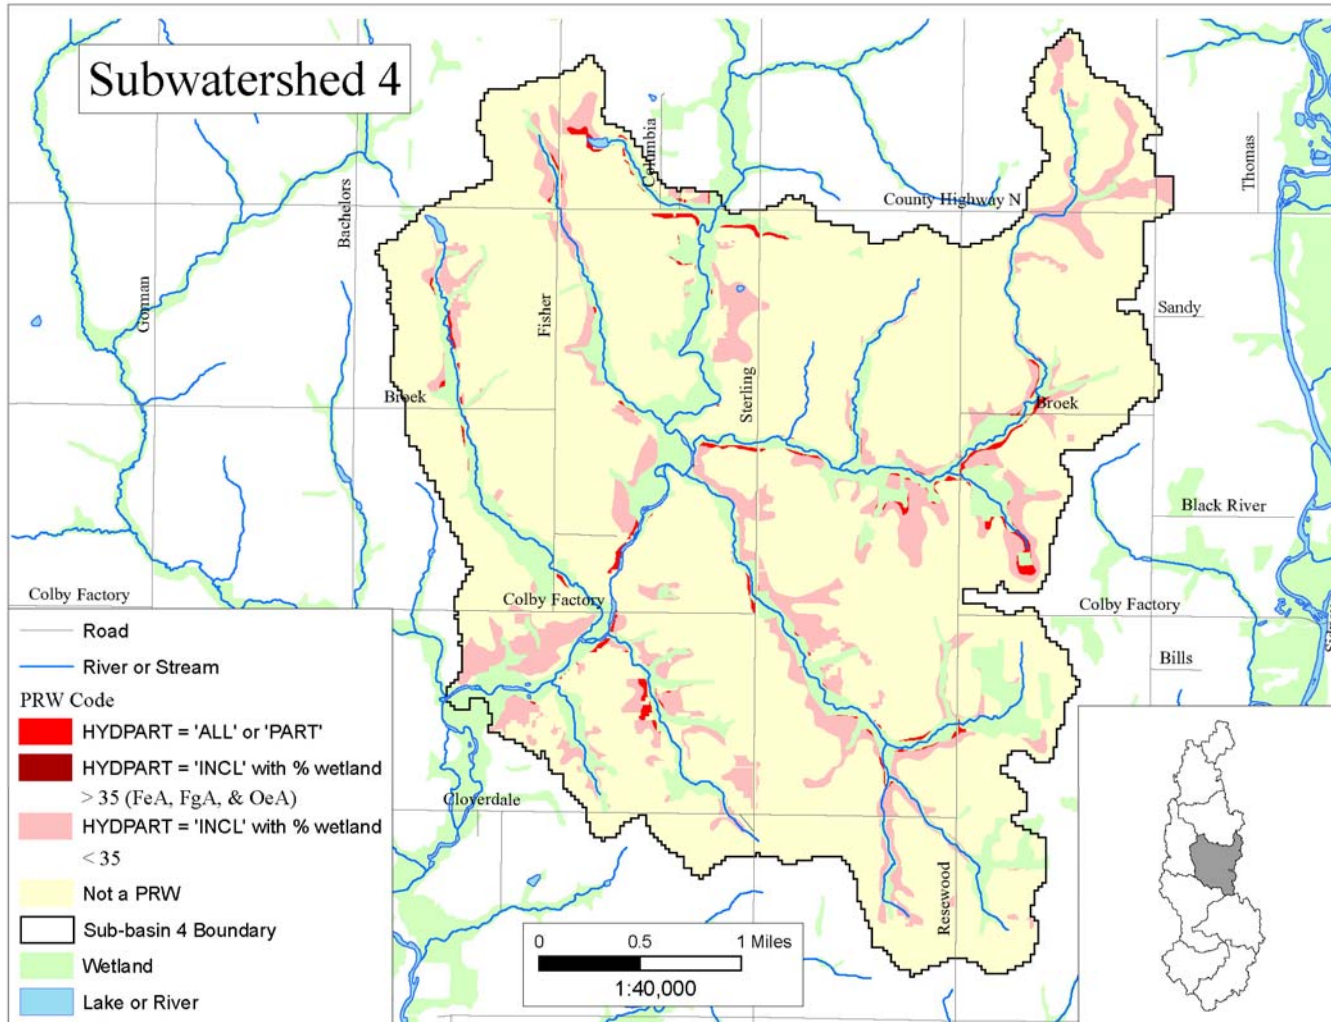 Subwatershed 4
Columbia
Thomas
Bachelors
County Highway N
Gorman
Fisher
Sandy
Sterling
Broek
Broek
Black River
Colby Factory
Colby Factory
Colby Factory
Bills
Cloverdale
Resewood
Road
River or Stream
PRW Code
HYDPART = 'ALL' or 'PART'
HYDPART = 'INCL' with % wetland
> 35 (FeA, FgA, & OeA)
HYDPART = 'INCL' with % wetland
< 35
Not a PRW
Sub-basin 4 Boundary
Wetland
Lake or River
0 0.5 1 Miles
1:40,000